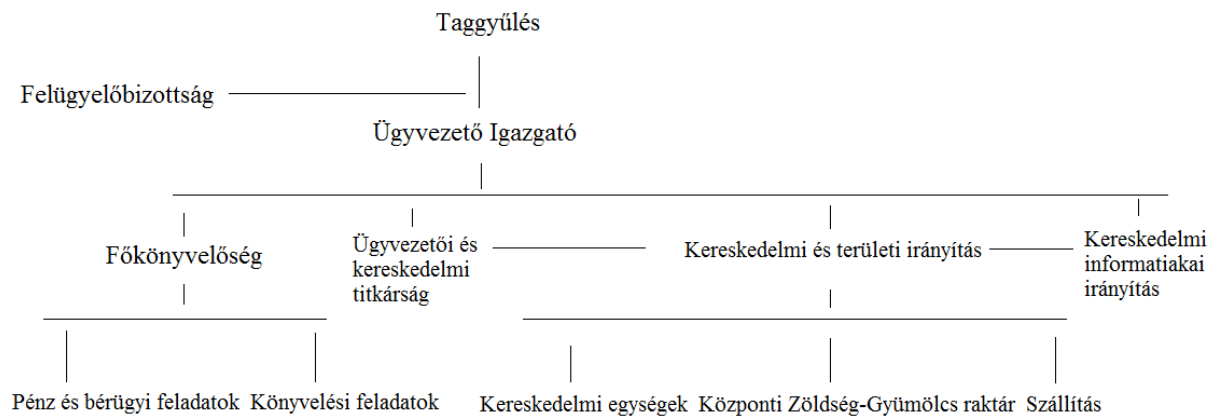 Taggyűlés
Felügyelőbizottság
Ügyvezető Igazgató
Főkönyvelőség
Ügyvezetői és
kereskedelmi
titkárság
Kereskedelmi és területi irányítás
Kereskedelmi
informatiakai
irányítás
Pénz és bérügyi feladatok
Könyvelési feladatok
Kereskedelmi egységek
Központi Zöldség-Gyümölcs raktár
Szállítás